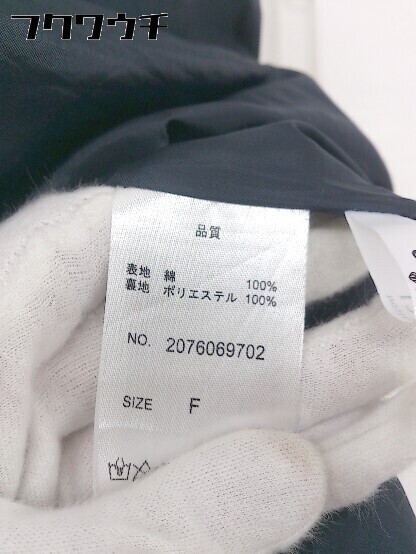 フクワウチ
品質
表地 綿 100%
裏地 ポリエステル 100%
NO. 2076069702
SIZE F